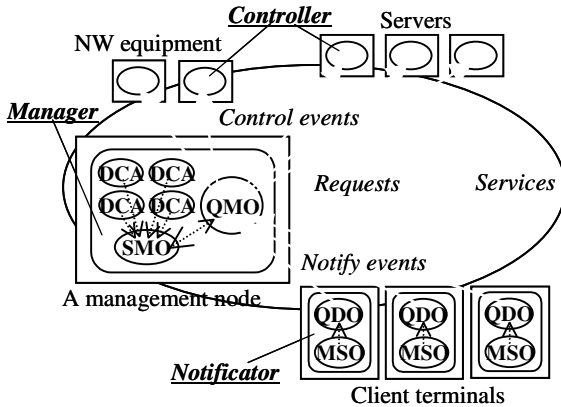 Controller
Servers
NW equipment
Manager
Control events
DCA DCA
DCA DCA QMO
SMO
Requests
Services
Notify events
A management node
QDO QDO QDO
MSO MSO MSO
Notificator
Client terminals